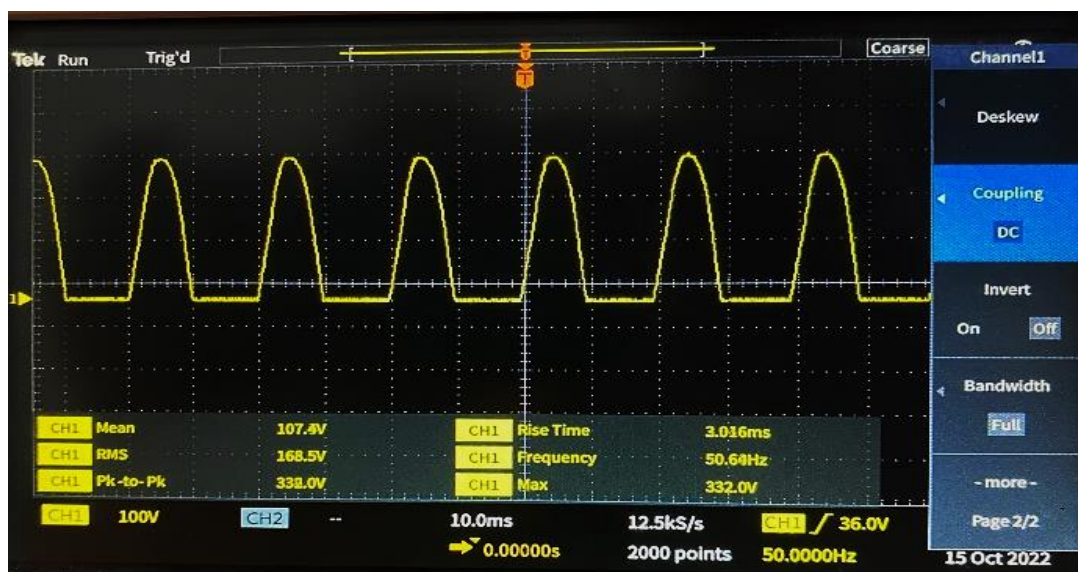 Tek Run Trig'd Coarse
Channel1
Deskew
Coupling
DC
Invert
On Off
Bandwidth
Full
- more -
Page 2/2
T
1
CH1 Mean 107.4V CH1 Rise Time 3.016ms
CH1 RMS 168.5V CH1 Frequency 50.64Hz
CH1 Pk-to-Pk CH1 Max 332.0V
CH1 100V CH2 -- 10.0ms 12.5kS/s CH1 36.0V
0.00000s 2000 points 50.0000Hz 15 Oct 2022